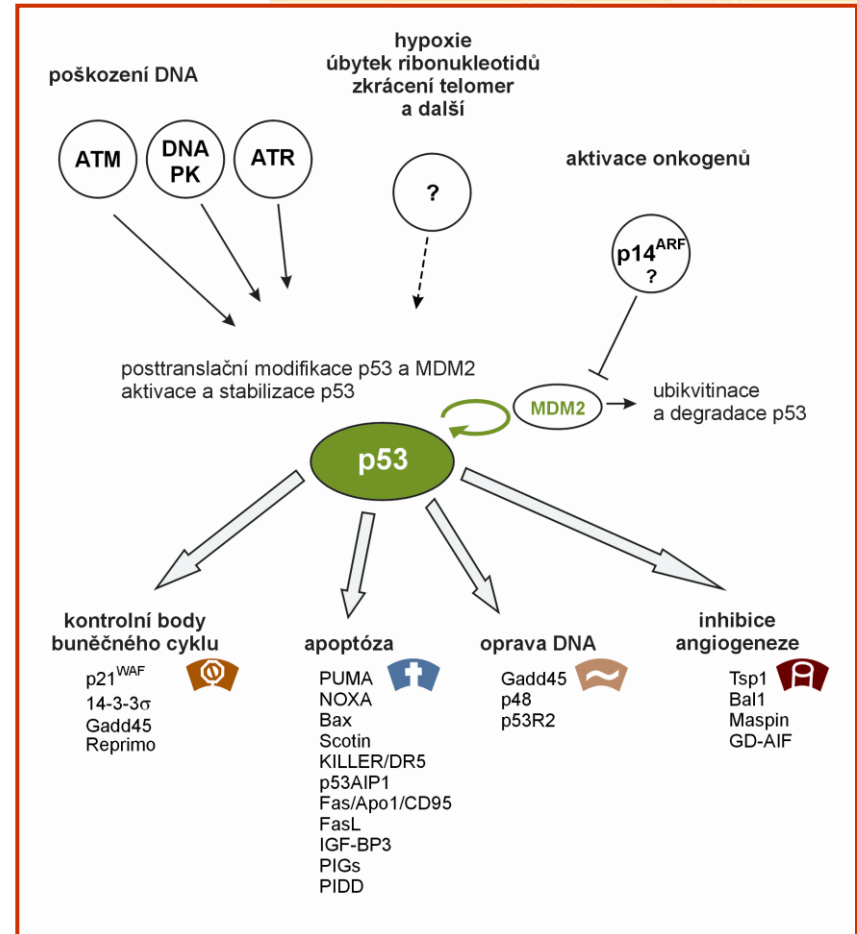 hypoxie
úbytek ribonukleotidů
zkrácení telomer
a další
poškození DNA
aktivace onkogenů
ATM
DNA
PK
ATR
?
p14ARF
?
posttranslační modifikace p53 a MDM2
aktivace a stabilizace p53
MDM2
ubikvitinace
a degradace p53
p53
kontrolní body
buněčného cyklu
p21WAF
14-3-3σ
Gadd45
Reprimo
apoptóza
PUMA
NOXA
Bax
Scotin
KILLER/DR5
p53AIP1
Fas/Apo1/CD95
FasL
IGF-BP3
PIGs
PIDD
oprava DNA
Gadd45
p48
p53R2
inhibice
angiogeneze
Tsp1
Bal1
Maspin
GD-AIF